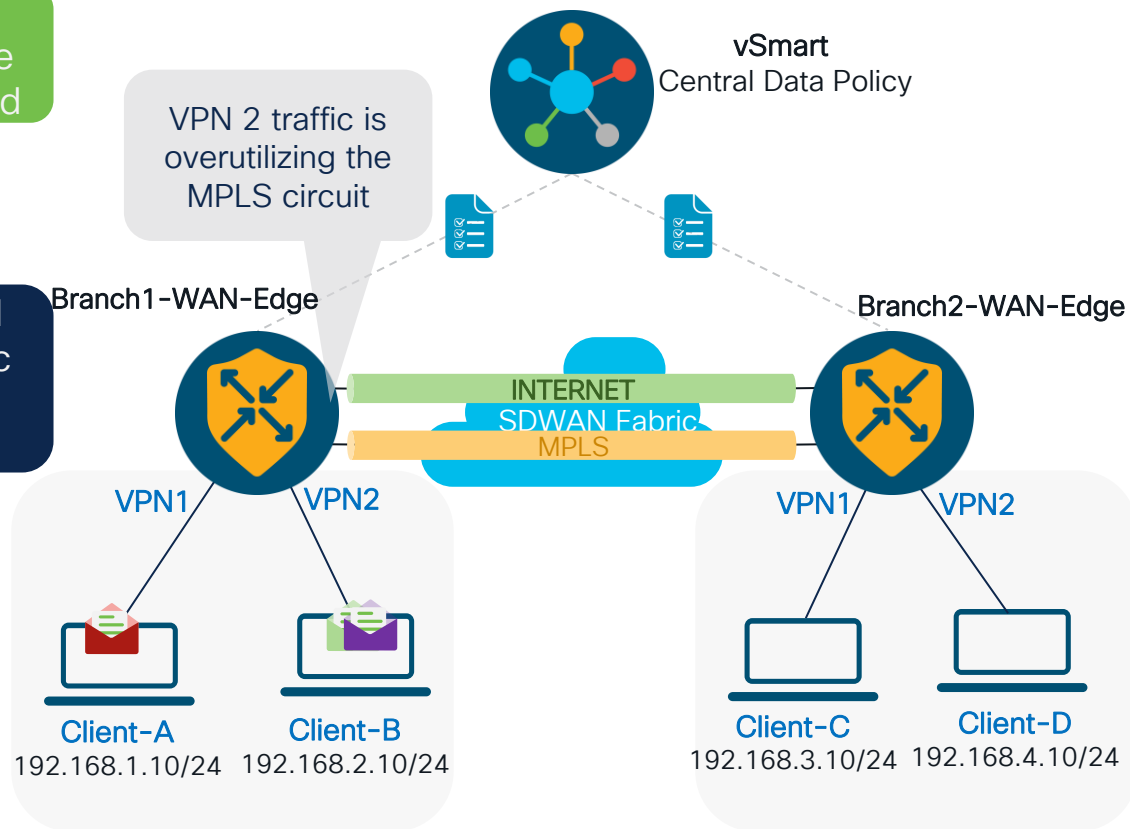 vSmart
Central Data Policy
VPN 2 traffic is
overutilizing the
MPLS circuit
Branch1-WAN-Edge
Branch2-WAN-Edge
INTERNET
SDWAN Fabric
MPLS
VPN1
VPN2
VPN1
VPN2
Client-A
192.168.1.10/24
Client-B
192.168.2.10/24
Client-C
192.168.3.10/24
Client-D
192.168.4.10/24